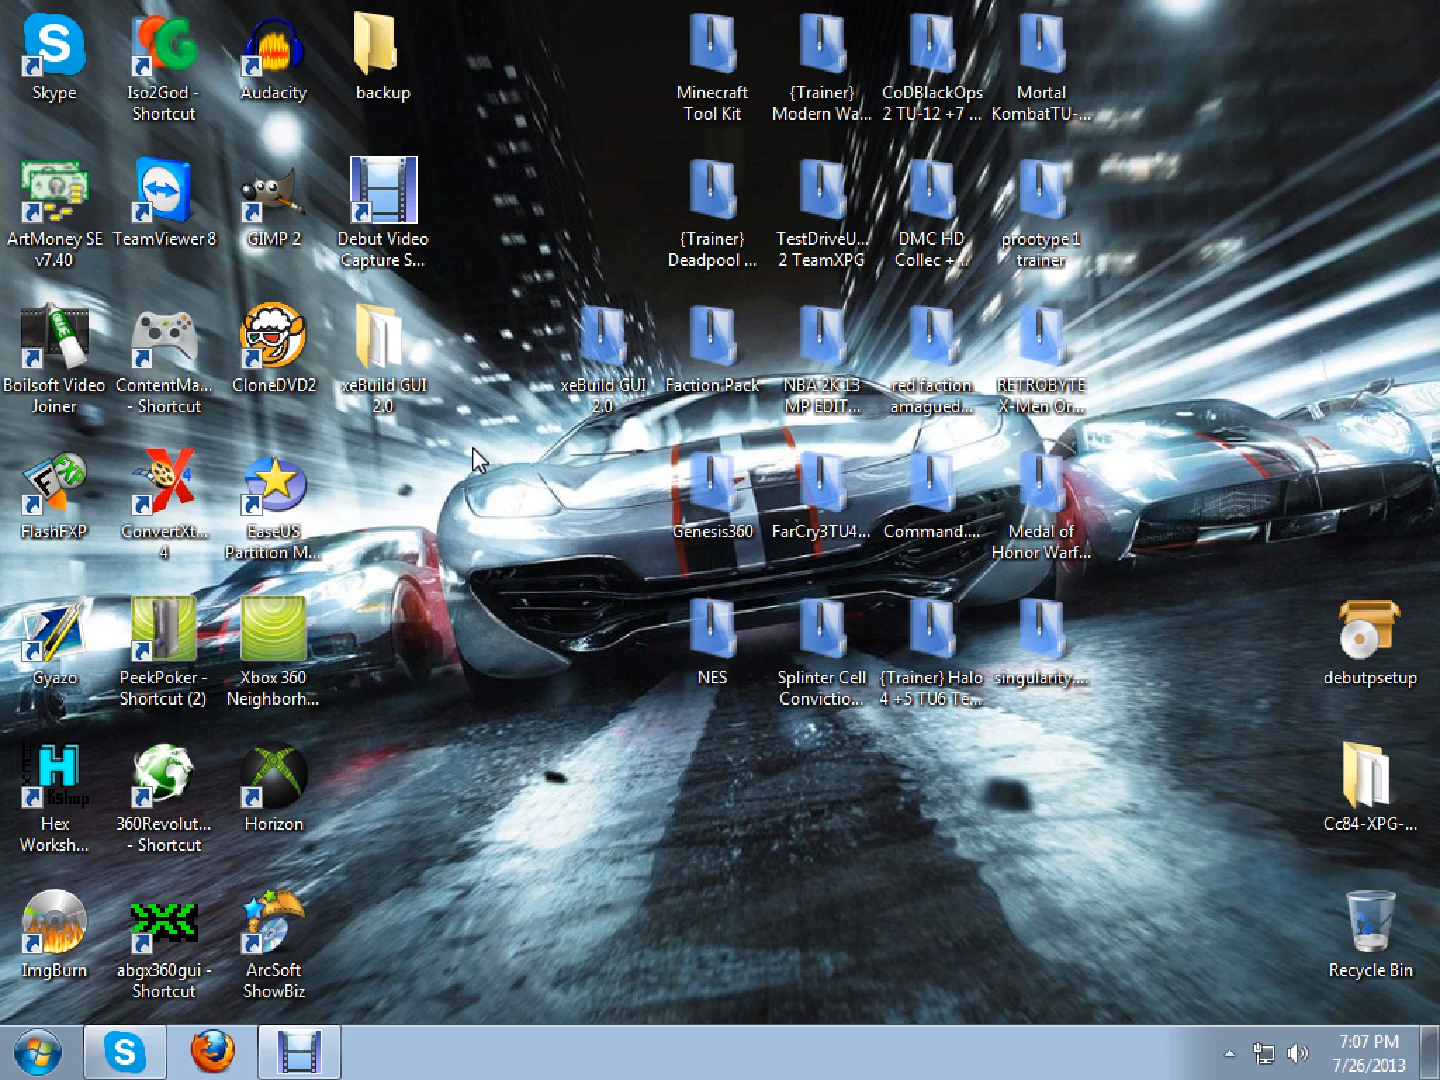 Skype
Iso2God -
Shortcut
Audacity
backup
Minecraft
Tool Kit
{Trainer}
Modern Wa...
CoDBlackOps
2 TU-12 +7 ...
Mortal
KombatTU-...
ArtMoney SE
v7.40
TeamViewer 8
GIMP 2
Debut Video
Capture S...
{Trainer}
Deadpool ...
TestDriveU...
2 TeamXPG
DMC HD
Collec + ...
prootype 1
trainer
Boilsoft Video
Joiner
ContentMa...
- Shortcut
CloneDVD2
xeBuild GUI
2.0
xeBuild GUI
2.0
Faction Pack
NBA 2K 13
MP EDIT...
red faction
amagued...
RETROBYTE
X-Men Or...
FlashFXP
ConvertXt...
4
EaseUS
Partition M...
Genesis360
FarCry3TU4...
Command....
Medal of
Honor Warf...
Gyazo
PeekPoker -
Shortcut (2)
Xbox 360
Neighborh...
NES
Splinter Cell
Convictio...
{Trainer} Halo
4 +5 TU6 Te...
singularity....
debutpsetup
Hex
Worksh...
360Revolut...
- Shortcut
Horizon
Cc84-XPG-...
ImgBurn
abgx360gui -
Shortcut
ArcSoft
ShowBiz
Recycle Bin
7:07 PM
7/26/2013